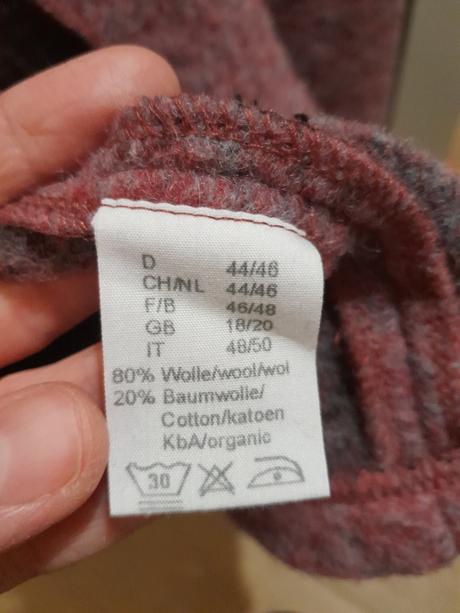 D 44/46
CH/NL 44/46
F/B 46/48
GB 18/20
IT 48/50
80% Wolle/wool/wol
20% Baumwolle/
Cotton/katoen
KbA/organic
30